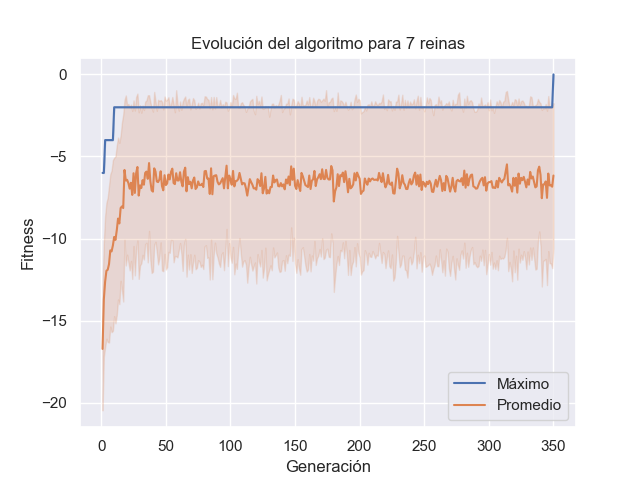 Evolución del algoritmo para 7 reinas
0
−5
−10
−15
−20
Fitness
0 50 100 150 200 250 300 350
Generación
Máximo
Promedio